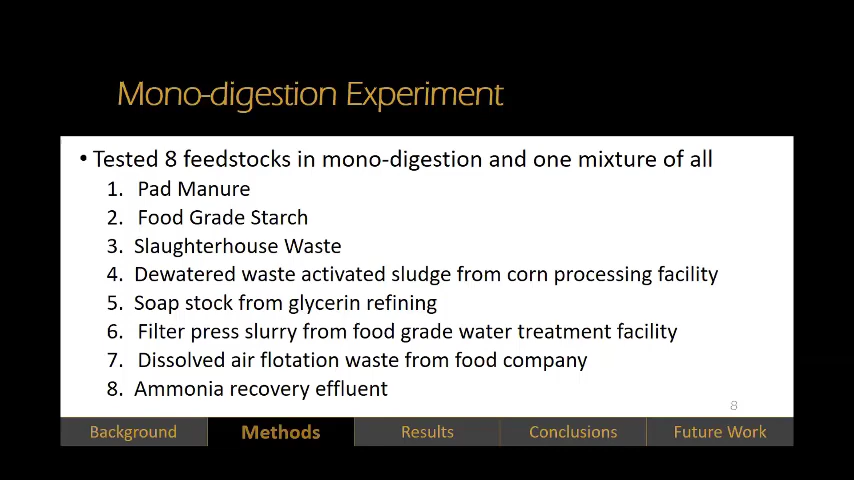 Mono-digestion Experiment
• Tested 8 feedstocks in mono-digestion and one mixture of all
1. Pad Manure
2. Food Grade Starch
3. Slaughterhouse Waste
4. Dewatered waste activated sludge from corn processing facility
5. Soap stock from glycerin refining
6. Filter press slurry from food grade water treatment facility
7. Dissolved air flotation waste from food company
8. Ammonia recovery effluent
8
Background Methods Results Conclusions Future Work